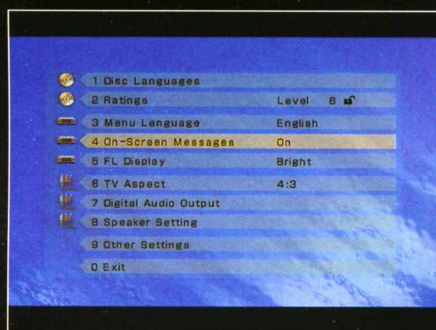 1 Disc Languages
2 Ratings Level 8
3 Menu Language English
4 On-Screen Messages On
5 FL Display Bright
6 TV Aspect 4:3
7 Digital Audio Output
8 Speaker Setting
9 Other Settings
0 Exit